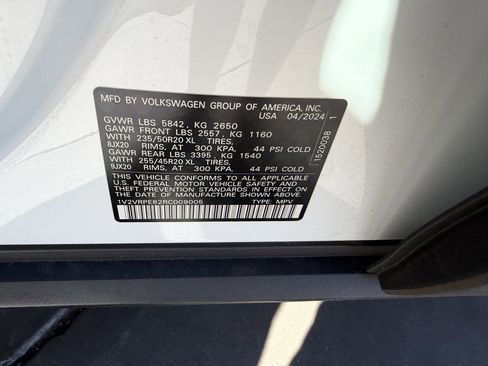 MFD BY VOLKSWAGEN GROUP OF AMERICA, INC.
USA 04/2024
GVWR LBS 5842, KG 2650
GAWR FRONT LBS 2557, KG 1160
WITH 235/50R20 XL TIRES,
8JX20 RIMS, AT 300 KPA, 44 PSI COLD
GAWR REAR LBS 3395, KG 1540
WITH 255/45R20 XL TIRES,
9JX20 RIMS, AT 300 KPA, 44 PSI COLD
THIS VEHICLE CONFORMS TO ALL APPLICABLE
U.S. FEDERAL MOTOR VEHICLE SAFETY, BUMPER
AND THEFT PREVENTION STANDARDS IN EFFECT
ON THE DATE OF MANUFACTURE SHOWN ABOVE.
1V2VRPE82RC009005 TYPE: MPV
1520038 1